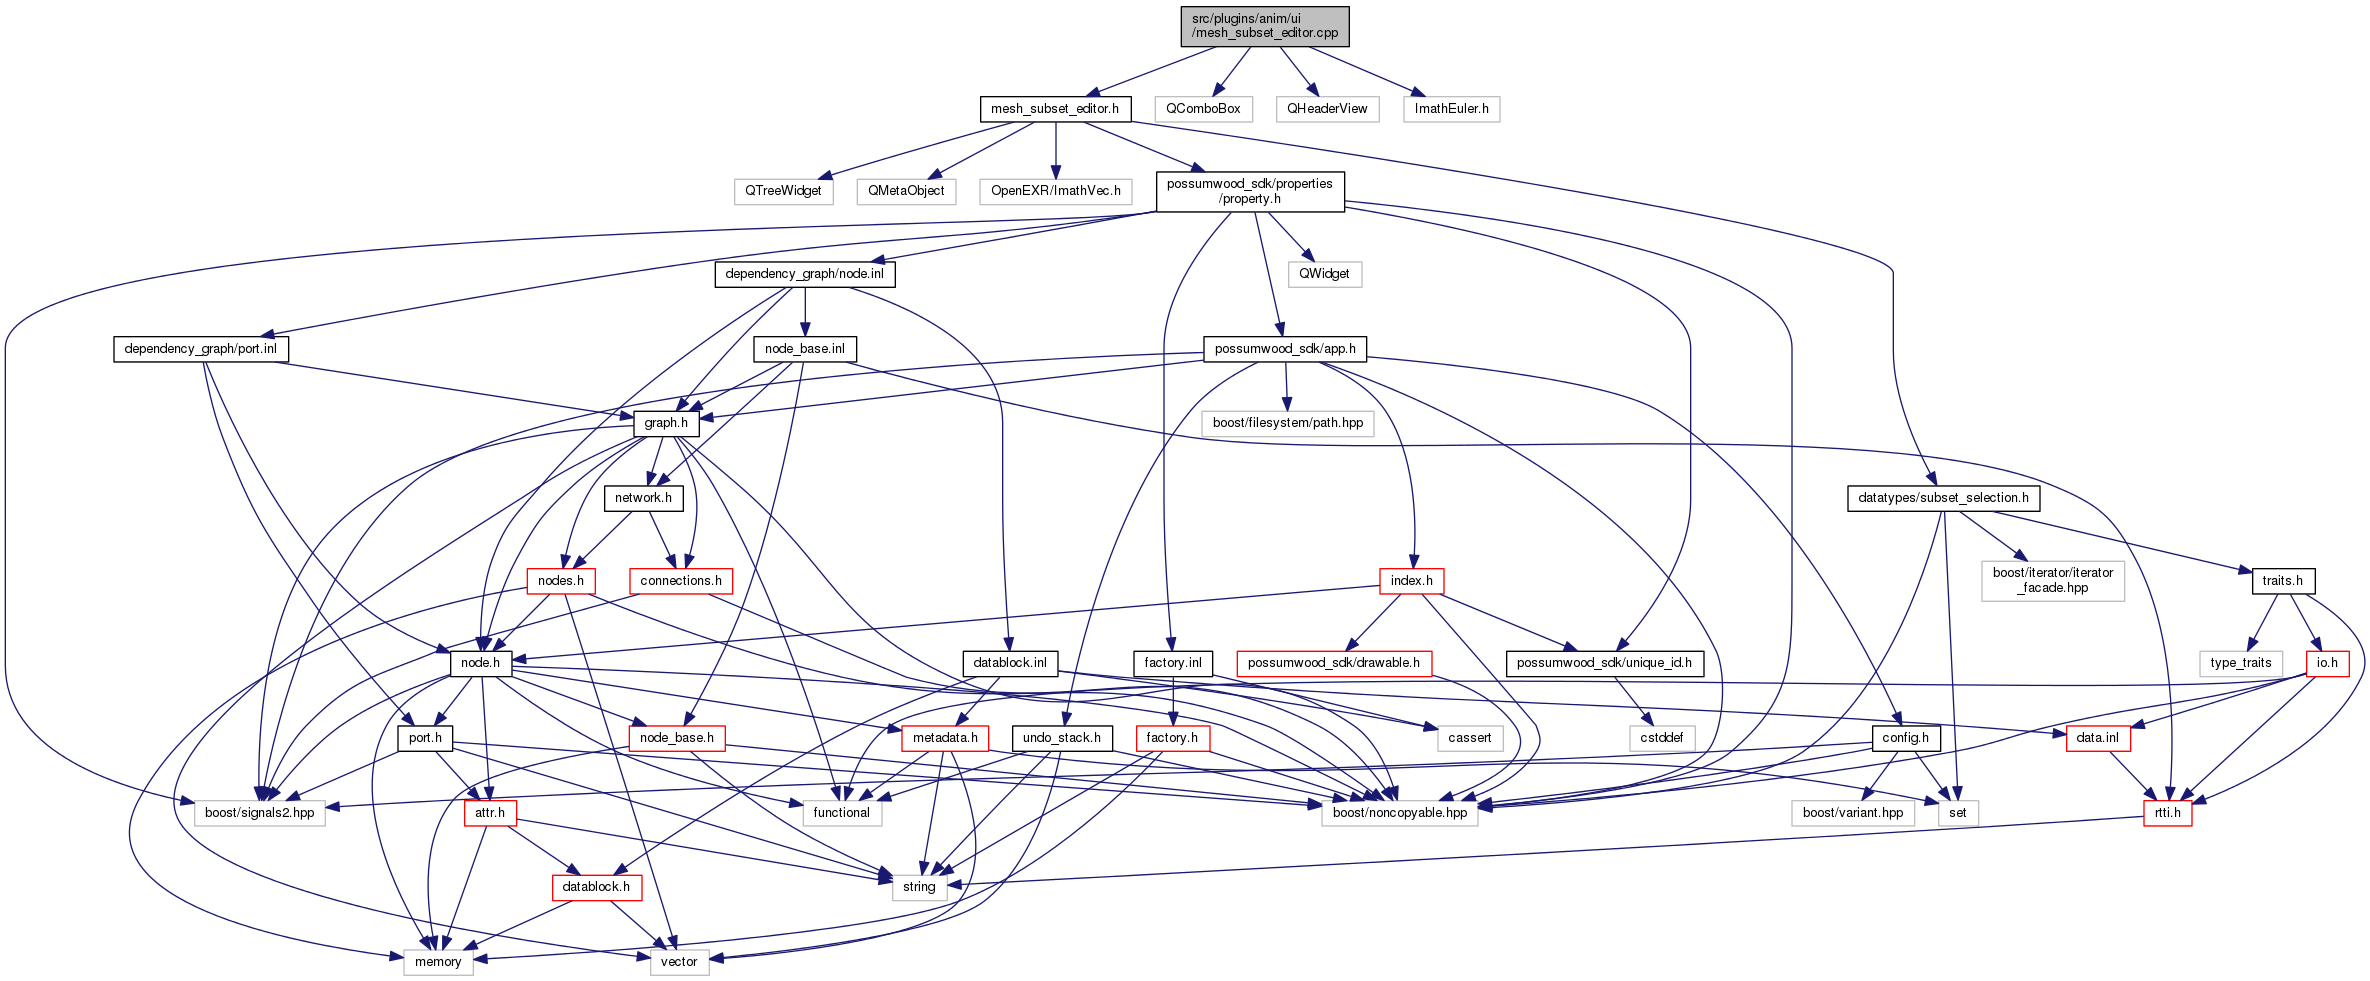 src/plugins/anim/ui
/mesh_subset_editor.cpp
mesh_subset_editor.h
QComboBox
QHeaderView
ImathEuler.h
QTreeWidget
QMetaObject
OpenEXR/ImathVec.h
possumwood_sdk/properties
/property.h
dependency_graph/node.inl
QWidget
dependency_graph/port.inl
node_base.inl
possumwood_sdk/app.h
graph.h
boost/filesystem/path.hpp
network.h
datatypes/subset_selection.h
nodes.h
connections.h
index.h
boost/iterator/iterator
_facade.hpp
traits.h
node.h
datablock.inl
factory.inl
possumwood_sdk/drawable.h
possumwood_sdk/unique_id.h
type_traits
io.h
port.h
node_base.h
metadata.h
undo_stack.h
factory.h
cassert
cstddef
config.h
data.inl
boost/signals2.hpp
attr.h
functional
boost/noncopyable.hpp
boost/variant.hpp
set
rtti.h
datablock.h
string
memory
vector